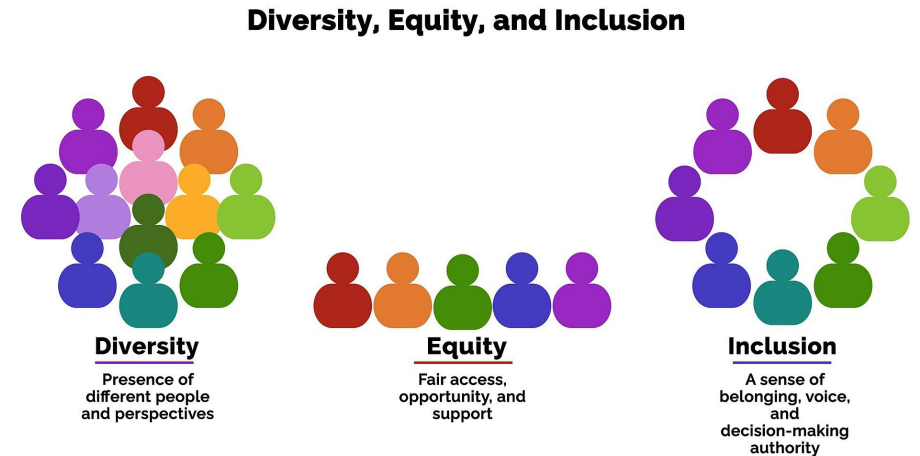 Diversity, Equity, and Inclusion
Diversity
Presence of
different people
and perspectives
Equity
Fair access,
opportunity, and
support
Inclusion
A sense of
belonging, voice,
and
decision-making
authority